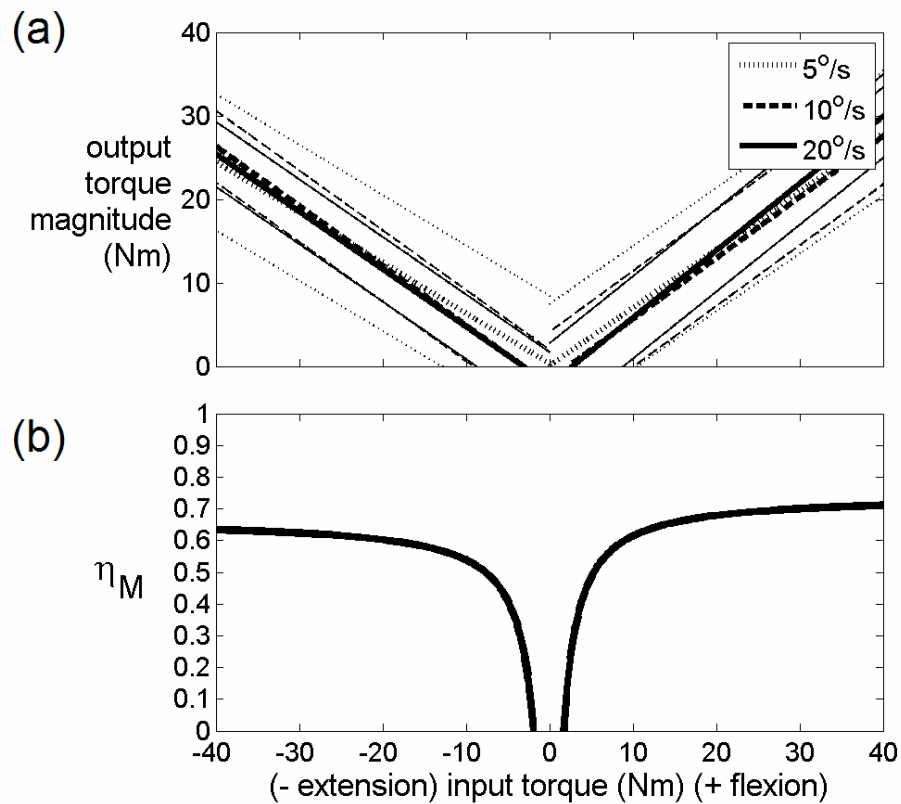 (a)
40
30
20
10
0
output
torque
magnitude
(Nm)
5°/s
10°/s
20°/s
(b)
1
0.9
0.8
0.7
0.6
0.5
0.4
0.3
0.2
0.1
0
ηM
-40 -30 -20 -10 0 10 20 30 40
(- extension) input torque (Nm) (+ flexion)